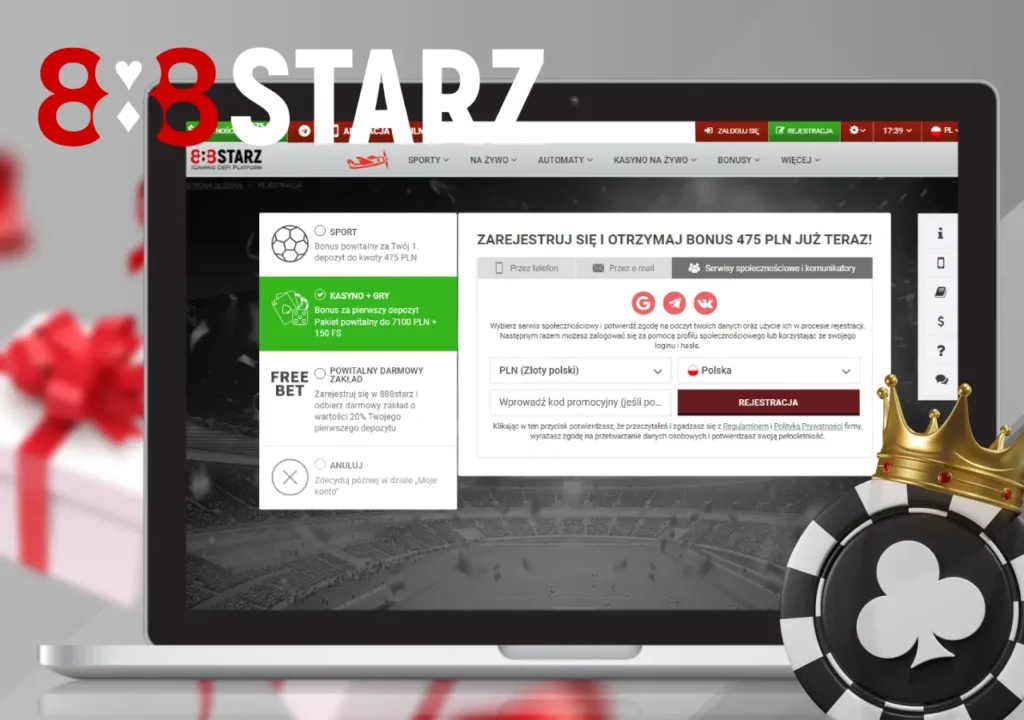 8:8STARZ
ZALOGUJ SIĘ
REJESTRACJA
17:39
PL
8:8STARZ
IGAMING DEFI PLATFORM
SPORTY
NA ŻYWO
AUTOMATY
KASYNO NA ŻYWO
BONUSY
WIĘCEJ
STRONA GŁÓWNA / REJESTRACJA
SPORT
Bonus powitalny za Twój 1.
depozyt do kwoty 475 PLN
KASYNO + GRY
Bonus za pierwszy depozyt
Pakiet powitalny do 7100 PLN +
150 FS
FREE
BET
POWITALNY DARMOWY
ZAKŁAD
Zarejestruj się w 888starz i
odbierz darmowy zakład o
wartości 20% Twojego
pierwszego depozytu
ANULUJ
Zdecyduj później w dziale „Moje
konto"
ZAREJESTRUJ SIĘ I OTRZYMAJ BONUS 475 PLN JUŻ TERAZ!
Przez telefon
Przez e-mail
Serwisy społecznościowe i komunikatory
Wybierz serwis społecznościowy i potwierdź zgodę na odczyt twoich danych oraz użycie ich w procesie rejestracji.
Następnym razem możesz zalogować się za pomocą profilu społecznościowego lub korzystając ze swojego
loginu i hasła.
PLN (Złoty polski)
Polska
Wprowadź kod promocyjny (jeśli po...
REJESTRACJA
Klikając w ten przycisk potwierdzasz, że przeczytałeś i zgadzasz się z Regulaminem i Polityką Prywatności firmy,
wyrażasz zgodę na przetwarzanie danych osobowych i potwierdzasz swoją pełnoletność.